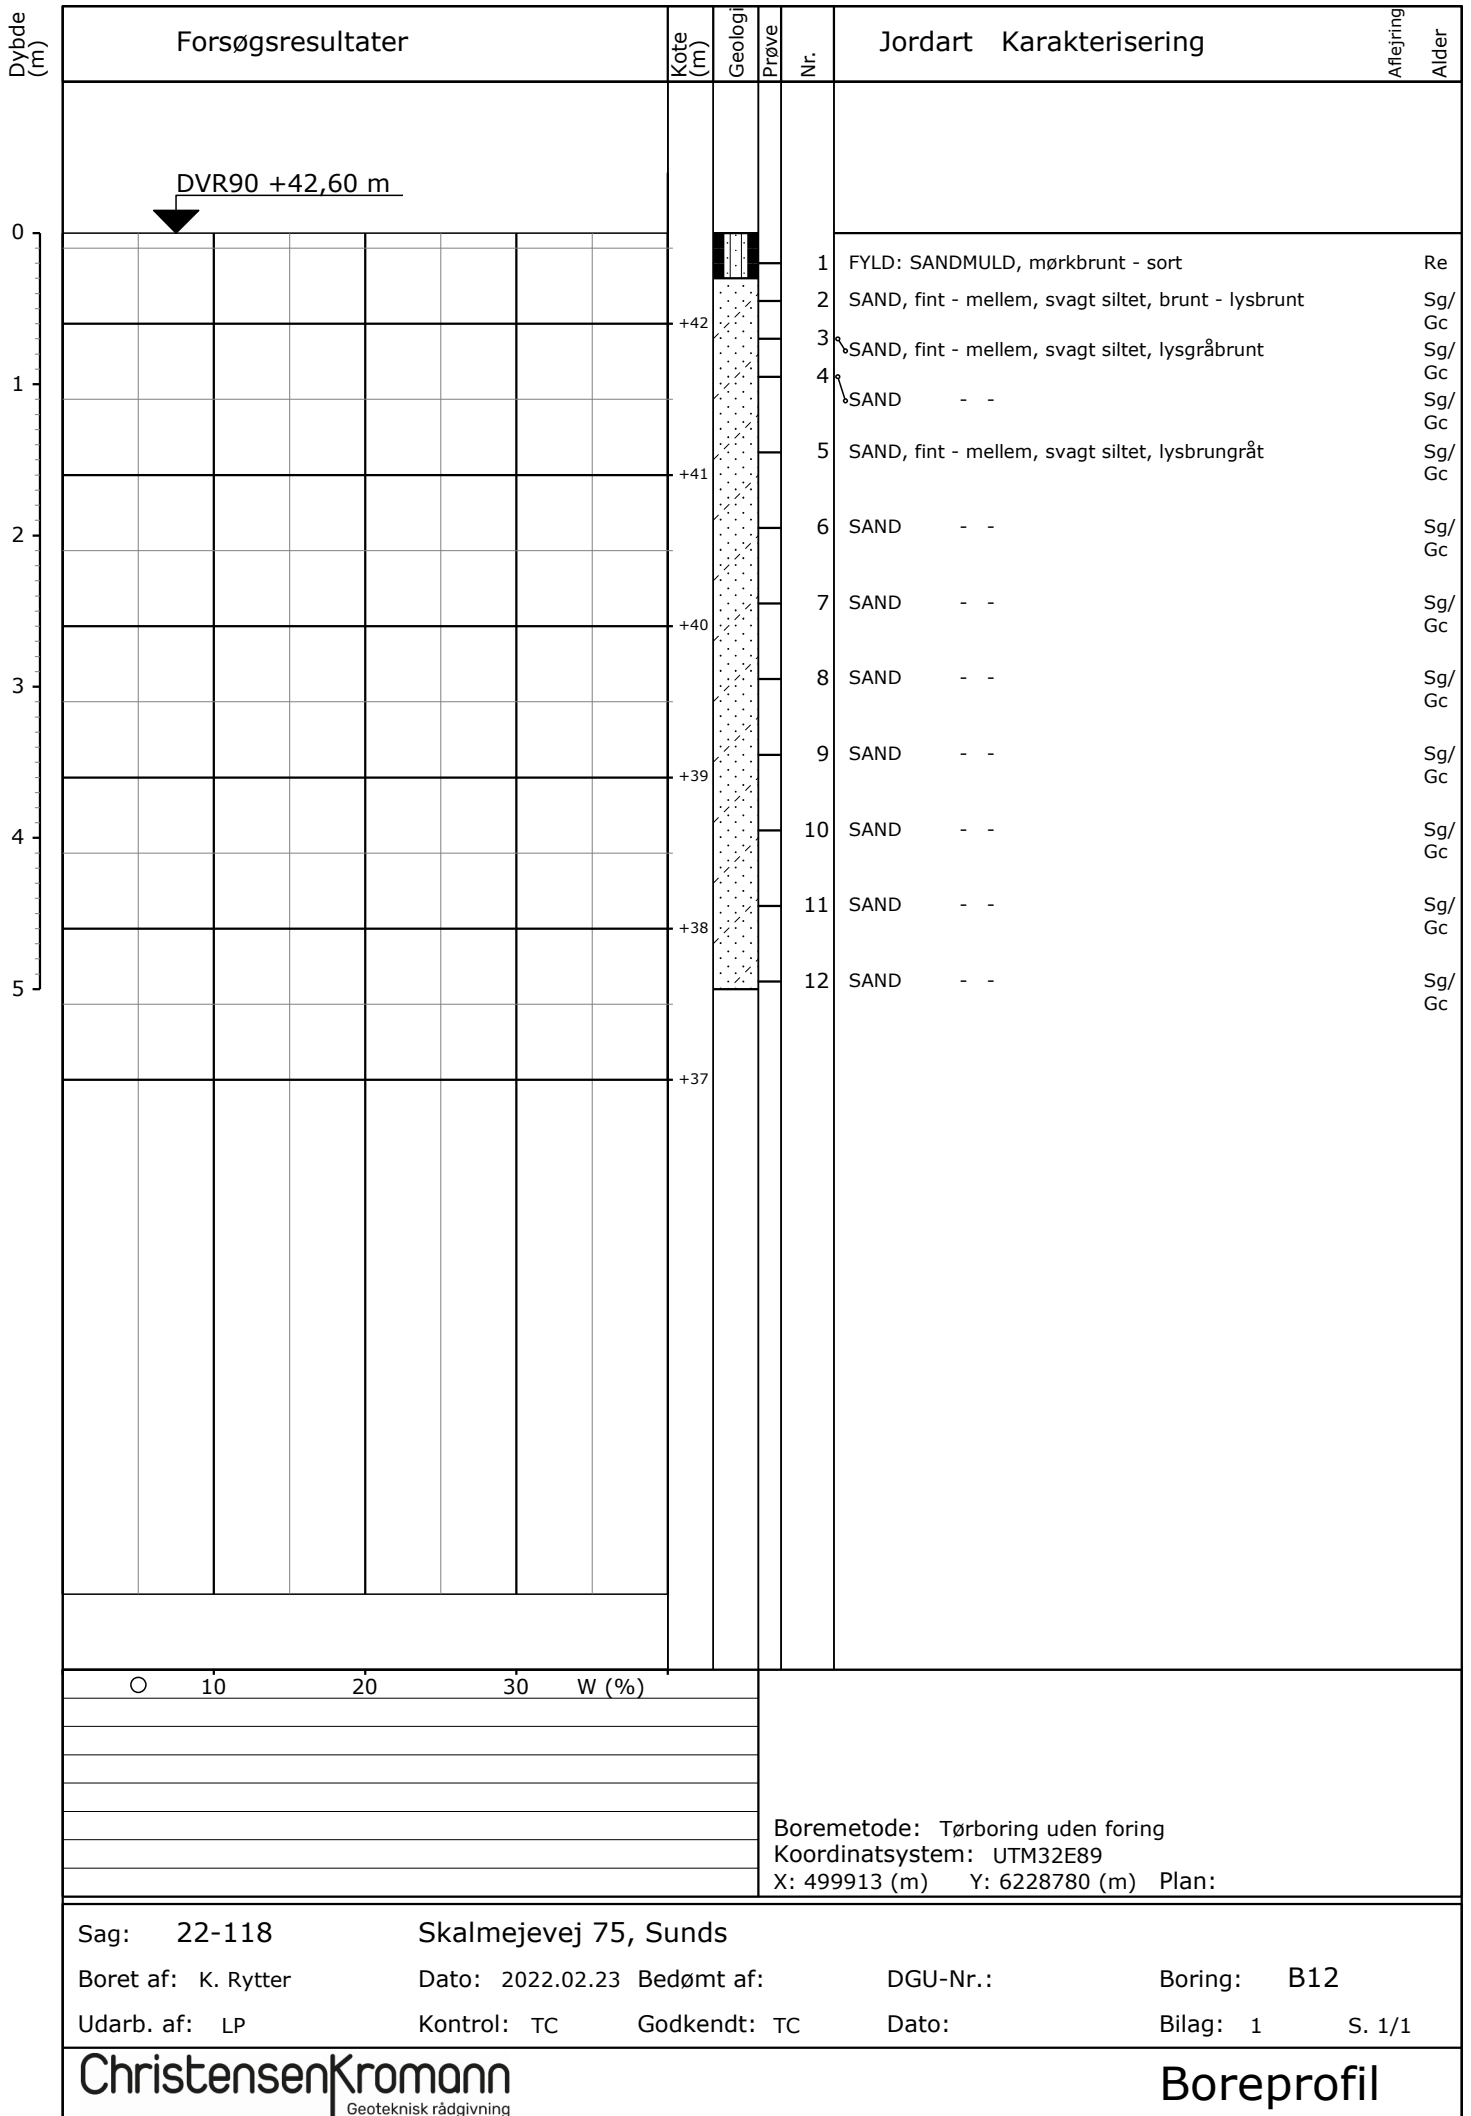 Dybde (m)
Forsøgsresultater
Kote (m)
Geologi
Prøve
Nr.
Jordart Karakterisering
Aflejring
Alder
DVR90 +42,60 m
0
1 FYLD: SANDMULD, mørkbrunt - sort Re
2 SAND, fint - mellem, svagt siltet, brunt - lysbrunt Sg/
Gc
+42
3 SAND, fint - mellem, svagt siltet, lysgråbrunt Sg/
Gc
1
4 SAND - - Sg/
Gc
5 SAND, fint - mellem, svagt siltet, lysbrungråt Sg/
Gc
+41
2
6 SAND - - Sg/
Gc
7 SAND - - Sg/
Gc
+40
3
8 SAND - - Sg/
Gc
9 SAND - - Sg/
Gc
+39
4
10 SAND - - Sg/
Gc
11 SAND - - Sg/
Gc
+38
5
12 SAND - - Sg/
Gc
+37
10 20 30 W (%)
Boremetode: Tørboring uden foring
Koordinatsystem: UTM32E89
X: 499913 (m) Y: 6228780 (m) Plan:
Sag: 22-118 Skalmejevej 75, Sunds
Boret af: K. Rytter Dato: 2022.02.23 Bedømt af: DGU-Nr.: Boring: B12
Udarb. af: LP Kontrol: TC Godkendt: TC Dato: Bilag: 1 S. 1/1
ChristensenKromann
Geoteknisk rådgivning
Boreprofil